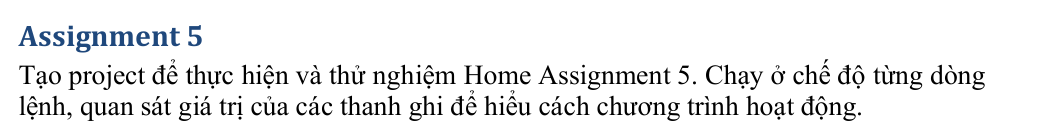 Assignment 5
Tạo project để thực hiện và thử nghiệm Home Assignment 5. Chạy ở chế độ từng dòng
lệnh, quan sát giá trị của các thanh ghi để hiểu cách chương trình hoạt động.